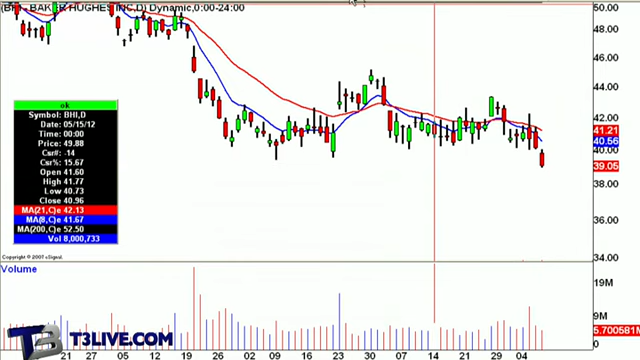 (BHI - BAKER HUGHES INC,D) Dynamic,0:00-24:00
50.00
48.00
46.00
44.00
42.00
41.21
40.56
40.00
39.05
38.00
36.00
34.00
ok
Symbol: BHI,D
Date: 05/15/12
Time: 00:00
Price: 49.88
Csr#: -14
Csr%: 15.67
Open 41.60
High 41.77
Low 40.73
Close 40.96
MA(21,C)e 42.13
MA(8,C)e 41.67
MA(200,C)e 52.50
Vol 8,000,733
Copyright © 2007 eSignal.
Volume
19M
9M
5.700581M
0
T3 T3LIVE.COM
21 27 05 12 19 26 02 10 16 23 30 07 14 21 29 04